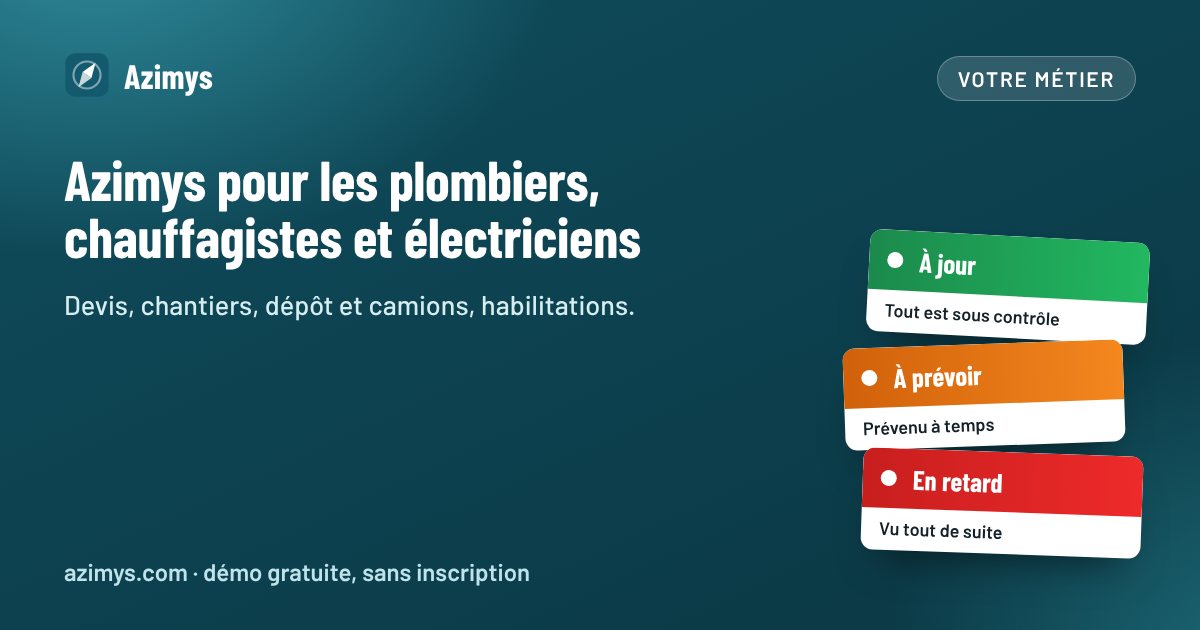 Azimys
VOTRE MÉTIER
Azimys pour les plombiers,
chauffagistes et électriciens
Devis, chantiers, dépôt et camions, habilitations.
À jour
Tout est sous contrôle
À prévoir
Prévenu à temps
En retard
Vu tout de suite
azimys.com · démo gratuite, sans inscription